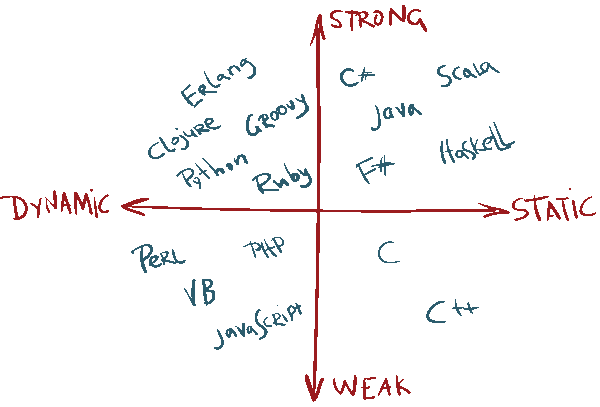 STRONG
ERLANG
C#
Scala
Clojure
GROOVY
Java
Python
Ruby
F#
Haskell
DYNAMIC
STATIC
PERL
PHP
C
VB
JavaScript
C++
WEAK